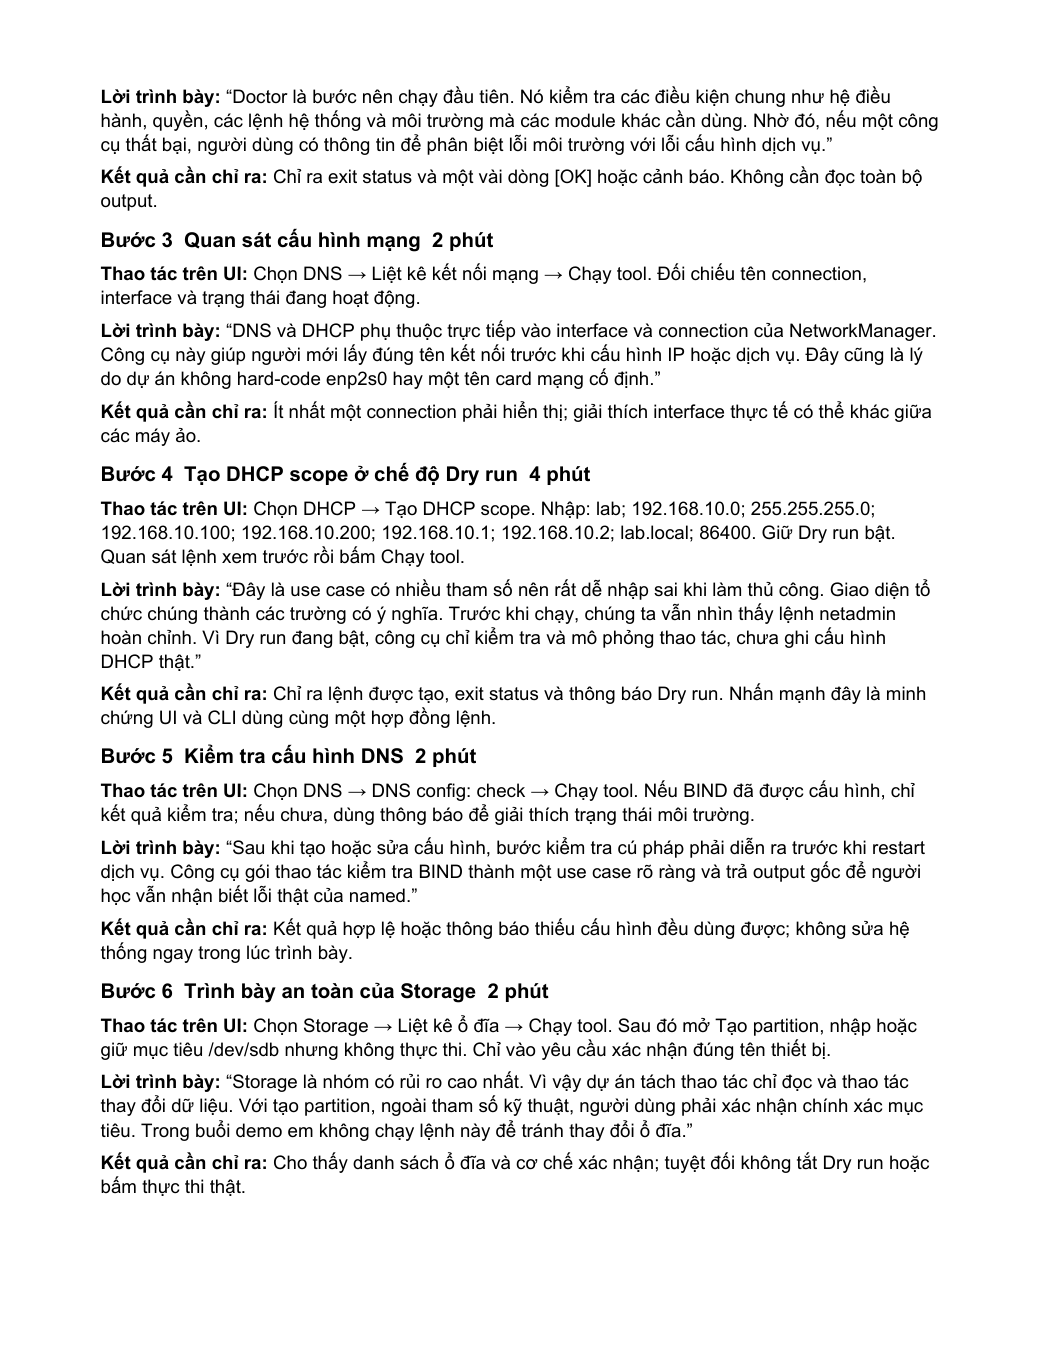 Lời trình bày: “Doctor là bước nên chạy đầu tiên. Nó kiểm tra các điều kiện chung như hệ điều
hành, quyền, các lệnh hệ thống và môi trường mà các module khác cần dùng. Nhờ đó, nếu một công
cụ thất bại, người dùng có thông tin để phân biệt lỗi môi trường với lỗi cấu hình dịch vụ.”
Kết quả cần chỉ ra: Chỉ ra exit status và một vài dòng [OK] hoặc cảnh báo. Không cần đọc toàn bộ
output.
Bước 3  Quan sát cấu hình mạng  2 phút
Thao tác trên UI: Chọn DNS → Liệt kê kết nối mạng → Chạy tool. Đối chiếu tên connection,
interface và trạng thái đang hoạt động.
Lời trình bày: “DNS và DHCP phụ thuộc trực tiếp vào interface và connection của NetworkManager.
Công cụ này giúp người mới lấy đúng tên kết nối trước khi cấu hình IP hoặc dịch vụ. Đây cũng là lý
do dự án không hard-code enp2s0 hay một tên card mạng cố định.”
Kết quả cần chỉ ra: Ít nhất một connection phải hiển thị; giải thích interface thực tế có thể khác giữa
các máy ảo.
Bước 4  Tạo DHCP scope ở chế độ Dry run  4 phút
Thao tác trên UI: Chọn DHCP → Tạo DHCP scope. Nhập: lab; 192.168.10.0; 255.255.255.0;
192.168.10.100; 192.168.10.200; 192.168.10.1; 192.168.10.2; lab.local; 86400. Giữ Dry run bật.
Quan sát lệnh xem trước rồi bấm Chạy tool.
Lời trình bày: “Đây là use case có nhiều tham số nên rất dễ nhập sai khi làm thủ công. Giao diện tổ
chức chúng thành các trường có ý nghĩa. Trước khi chạy, chúng ta vẫn nhìn thấy lệnh netadmin
hoàn chỉnh. Vì Dry run đang bật, công cụ chỉ kiểm tra và mô phỏng thao tác, chưa ghi cấu hình
DHCP thật.”
Kết quả cần chỉ ra: Chỉ ra lệnh được tạo, exit status và thông báo Dry run. Nhấn mạnh đây là minh
chứng UI và CLI dùng cùng một hợp đồng lệnh.
Bước 5  Kiểm tra cấu hình DNS  2 phút
Thao tác trên UI: Chọn DNS → DNS config: check → Chạy tool. Nếu BIND đã được cấu hình, chỉ
kết quả kiểm tra; nếu chưa, dùng thông báo để giải thích trạng thái môi trường.
Lời trình bày: “Sau khi tạo hoặc sửa cấu hình, bước kiểm tra cú pháp phải diễn ra trước khi restart
dịch vụ. Công cụ gói thao tác kiểm tra BIND thành một use case rõ ràng và trả output gốc để người
học vẫn nhận biết lỗi thật của named.”
Kết quả cần chỉ ra: Kết quả hợp lệ hoặc thông báo thiếu cấu hình đều dùng được; không sửa hệ
thống ngay trong lúc trình bày.
Bước 6  Trình bày an toàn của Storage  2 phút
Thao tác trên UI: Chọn Storage → Liệt kê ổ đĩa → Chạy tool. Sau đó mở Tạo partition, nhập hoặc
giữ mục tiêu /dev/sdb nhưng không thực thi. Chỉ vào yêu cầu xác nhận đúng tên thiết bị.
Lời trình bày: “Storage là nhóm có rủi ro cao nhất. Vì vậy dự án tách thao tác chỉ đọc và thao tác
thay đổi dữ liệu. Với tạo partition, ngoài tham số kỹ thuật, người dùng phải xác nhận chính xác mục
tiêu. Trong buổi demo em không chạy lệnh này để tránh thay đổi ổ đĩa.”
Kết quả cần chỉ ra: Cho thấy danh sách ổ đĩa và cơ chế xác nhận; tuyệt đối không tắt Dry run hoặc
bấm thực thi thật.